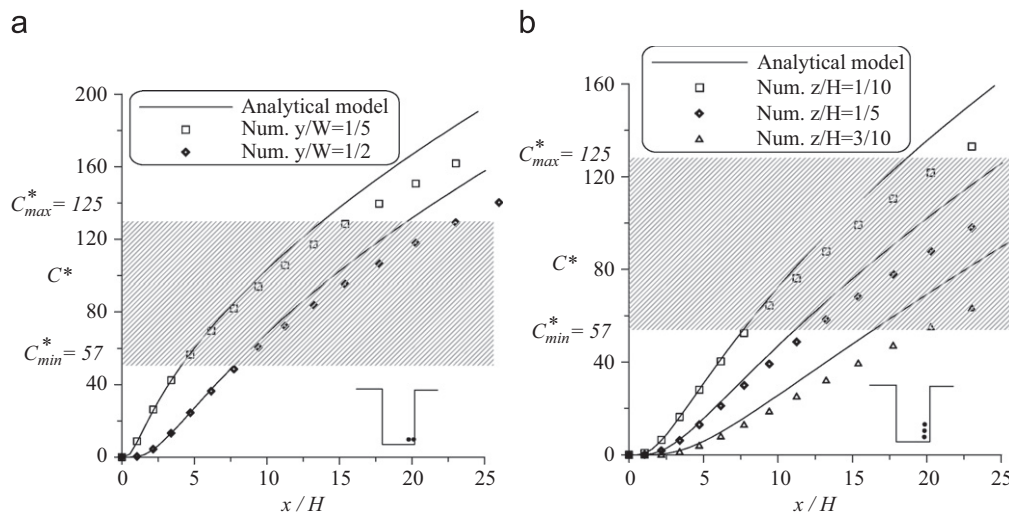 a
200
160
C*max = 125
120
C*
80
C*min = 57
40
0
0
5
10
15
20
25
x / H
Analytical model
Num. y/W=1/5
Num. y/W=1/2
b
160
C*max = 125
120
C*
80
C*min = 57
40
0
0
5
10
15
20
25
x / H
Analytical model
Num. z/H=1/10
Num. z/H=1/5
Num. z/H=3/10